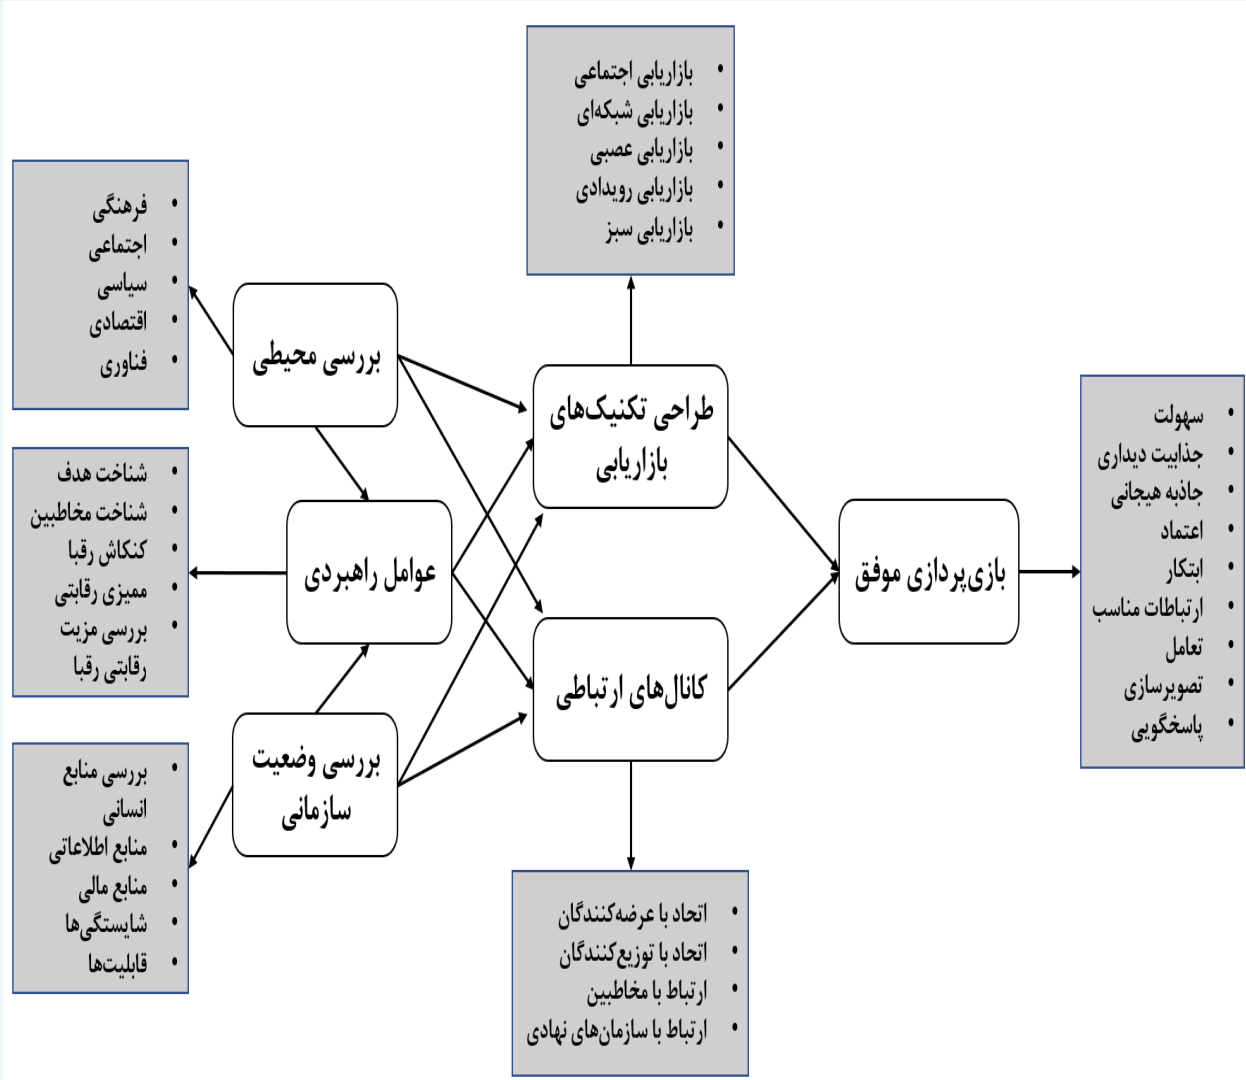 بازاریابی اجتماعی
بازاریابی شبکه‌ای
بازاریابی عصبی
بازاریابی رویدادی
بازاریابی سبز
سهولت
جذابیت دیداری
جاذبه هیجانی
اعتماد
ابتکار
ارتباطات مناسب
تعامل
تصویرسازی
پاسخگویی
بازی‌پردازی موفق
طراحی تکنیک‌های
بازاریابی
کانال‌های ارتباطی
بررسی محیطی
عوامل راهبردی
بررسی وضعیت
سازمانی
فرهنگی
اجتماعی
سیاسی
اقتصادی
فناوری
شناخت هدف
شناخت مخاطبین
کنکاش رقبا
ممیزی رقابتی
بررسی مزیت
رقابتی رقبا
بررسی منابع
انسانی
منابع اطلاعاتی
منابع مالی
شایستگی‌ها
قابلیت‌ها
اتحاد با عرضه‌کنندگان
اتحاد با توزیع‌کنندگان
ارتباط با مخاطبین
ارتباط با سازمان‌های نهادی